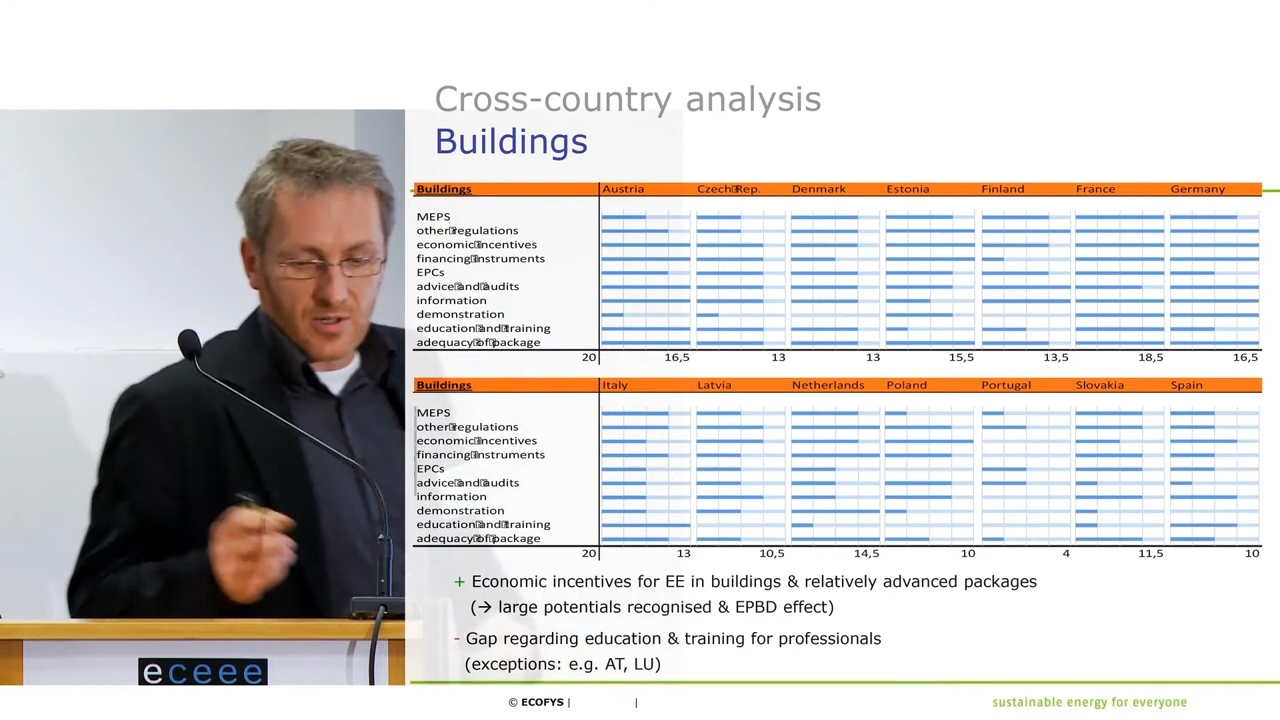 Cross-country analysis
Buildings
Buildings Austria Czech Rep. Denmark Estonia Finland France Germany
MEPS
other regulations
economic incentives
financing instruments
EPCs
advice and audits
information
demonstration
education and training
adequacy of package
20 16,5 13 13 15,5 13,5 18,5 16,5
Buildings Italy Latvia Netherlands Poland Portugal Slovakia Spain
MEPS
other regulations
economic incentives
financing instruments
EPCs
advice and audits
information
demonstration
education and training
adequacy of package
20 13 10,5 14,5 10 4 11,5 10
+ Economic incentives for EE in buildings & relatively advanced packages
(→ large potentials recognised & EPBD effect)
- Gap regarding education & training for professionals
(exceptions: e.g. AT, LU)
eceee
© ECOFYS | |
sustainable energy for everyone